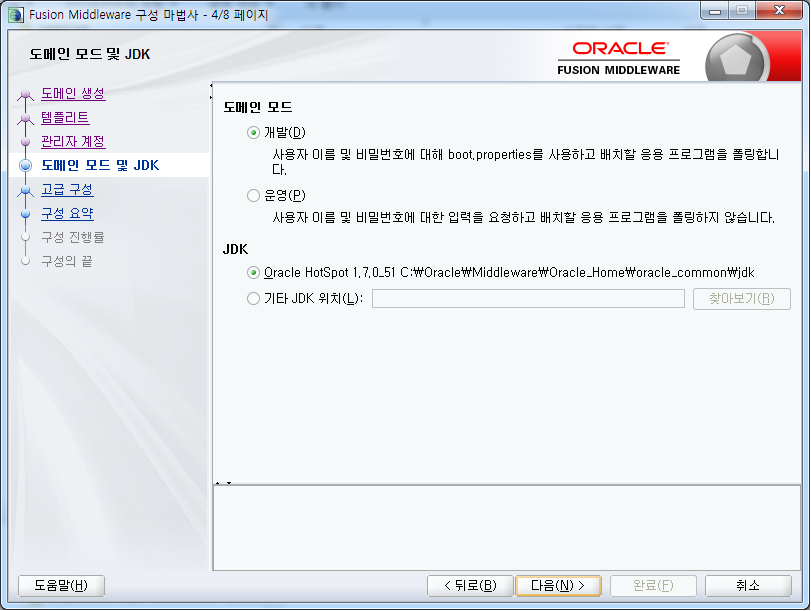 Fusion Middleware 구성 마법사 - 4/8 페이지
도메인 모드 및 JDK
ORACLE
FUSION MIDDLEWARE
도메인 생성
템플리트
관리자 계정
도메인 모드 및 JDK
고급 구성
구성 요약
구성 진행률
구성의 끝
도메인 모드
개발(D)
사용자 이름 및 비밀번호에 대해 boot.properties를 사용하고 배치할 응용 프로그램을 폴링합니
다.
운영(P)
사용자 이름 및 비밀번호에 대한 입력을 요청하고 배치할 응용 프로그램을 폴링하지 않습니다.
JDK
Oracle HotSpot 1.7.0_51 C:₩Oracle₩Middleware₩Oracle_Home₩oracle_common₩jdk
기타 JDK 위치(L):
찾아보기(R)
도움말(H)
< 뒤로(B)
다음(N) >
완료(F)
취소